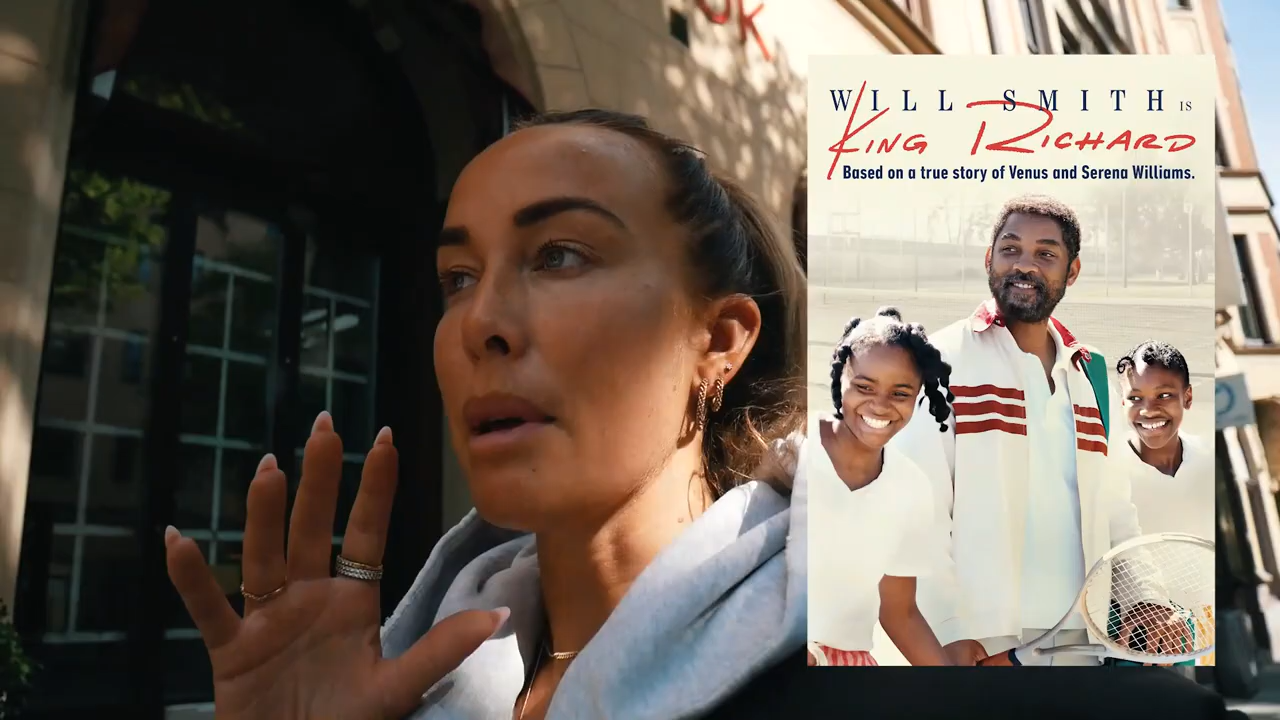 WILL SMITH IS
KING RICHARD
Based on a true story of Venus and Serena Williams.